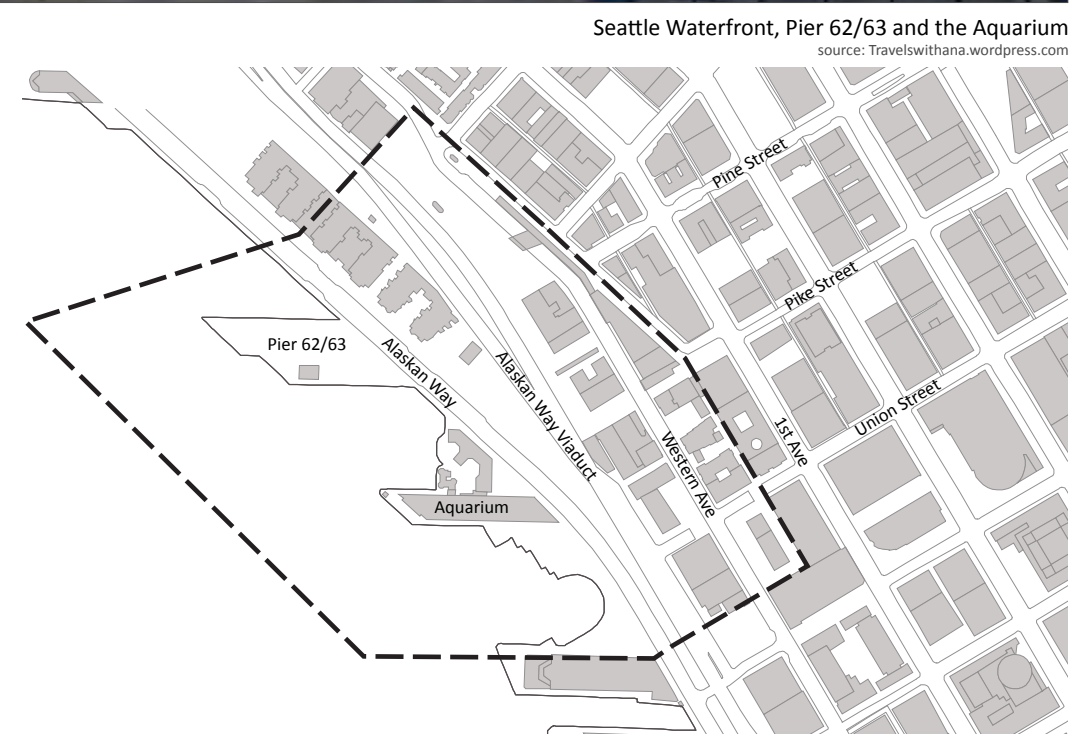 Seattle Waterfront, Pier 62/63 and the Aquarium
source: Travelswithana.wordpress.com
Pine Street
Pike Street
Pier 62/63
Alaskan Way
Alaskan Way Viaduct
Union Street
1st Ave
Western Ave
Aquarium